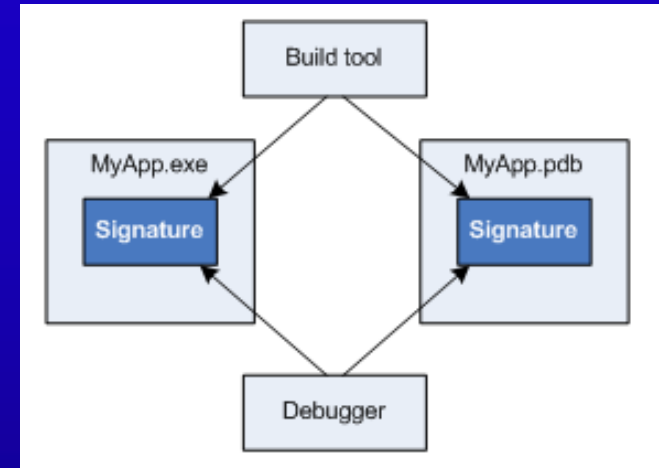 Build tool
MyApp.exe
MyApp.pdb
Signature
Signature
Debugger